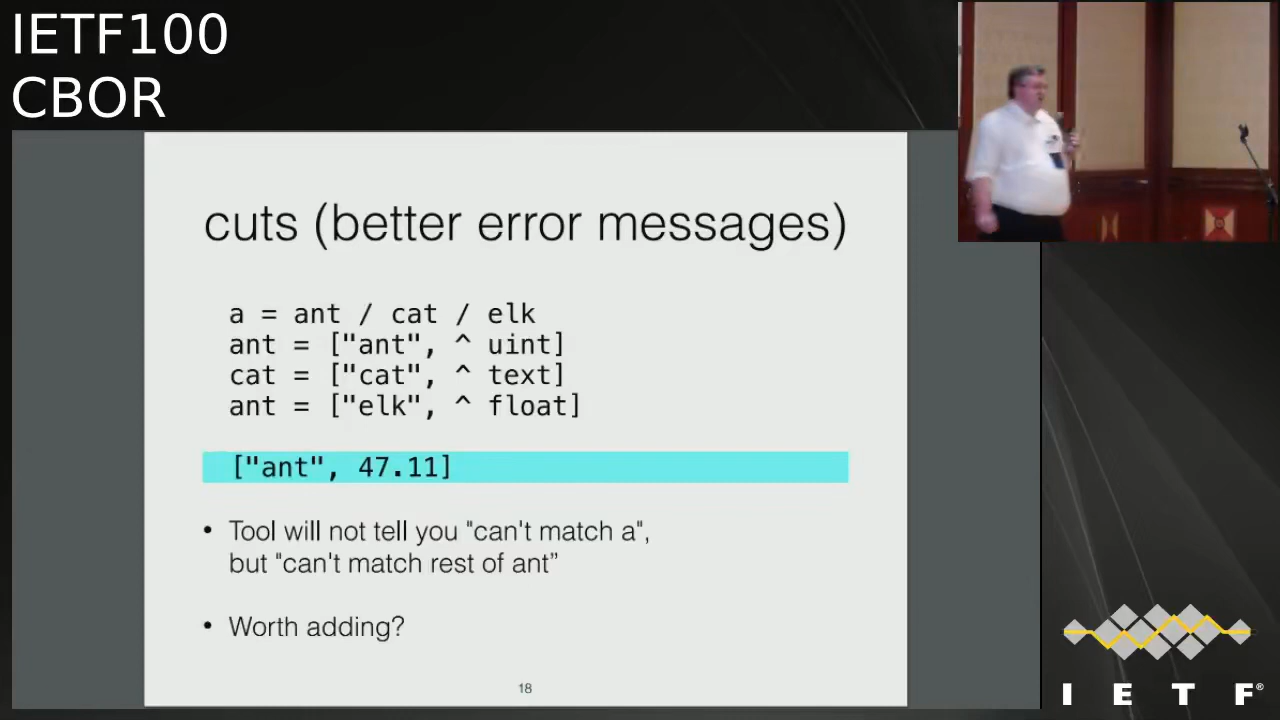 IETF100
CBOR
cuts (better error messages)
a = ant / cat / elk
ant = ["ant", ^ uint]
cat = ["cat", ^ text]
ant = ["elk", ^ float]
["ant", 47.11]
• Tool will not tell you "can't match a",
but "can't match rest of ant”
• Worth adding?
18
I E T F®